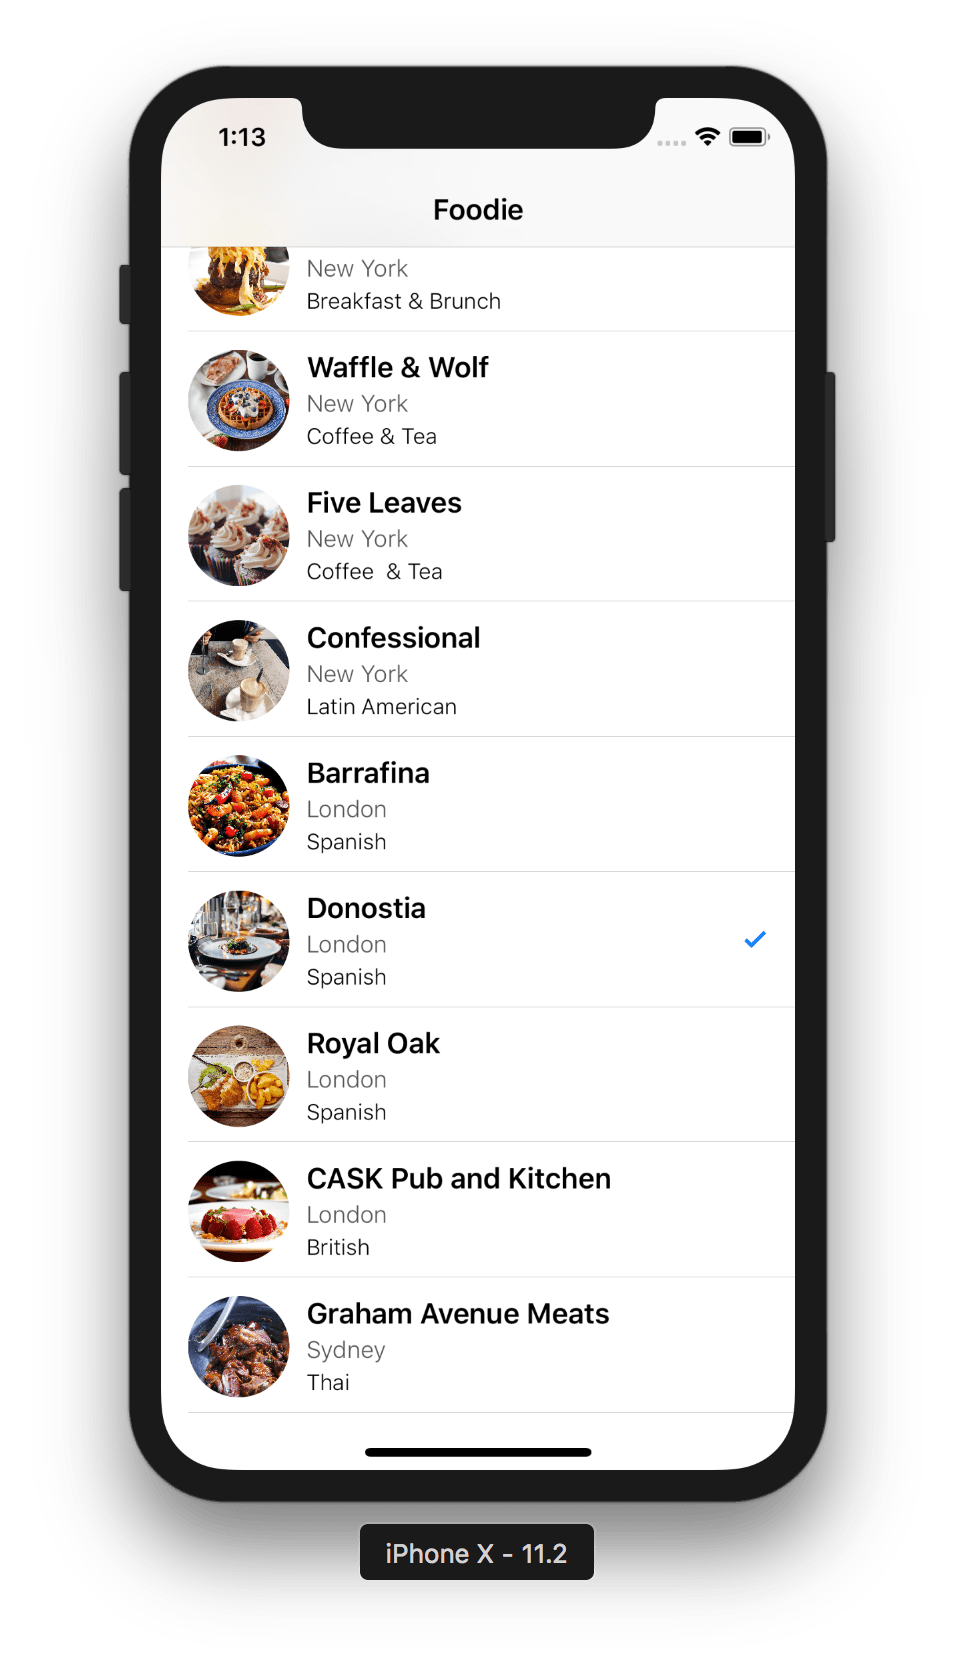 1:13
Foodie
New York
Breakfast & Brunch
Waffle & Wolf
New York
Coffee & Tea
Five Leaves
New York
Coffee  & Tea
Confessional
New York
Latin American
Barrafina
London
Spanish
Donostia
London
Spanish
Royal Oak
London
Spanish
CASK Pub and Kitchen
London
British
Graham Avenue Meats
Sydney
Thai
iPhone X - 11.2